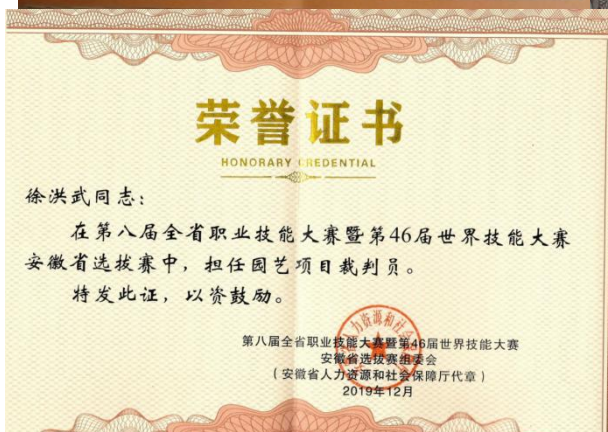 荣誉证书
HONORARY CREDENTIAL
徐洪武同志：
在第八届全省职业技能大赛暨第46届世界技能大赛
安徽省选拔赛中，担任园艺项目裁判员。
特发此证，以资鼓励。
第八届全省职业技能大赛暨第46届世界技能大赛
安徽省选拔赛组委会
（安徽省人力资源和社会保障厅代章）
2019年12月